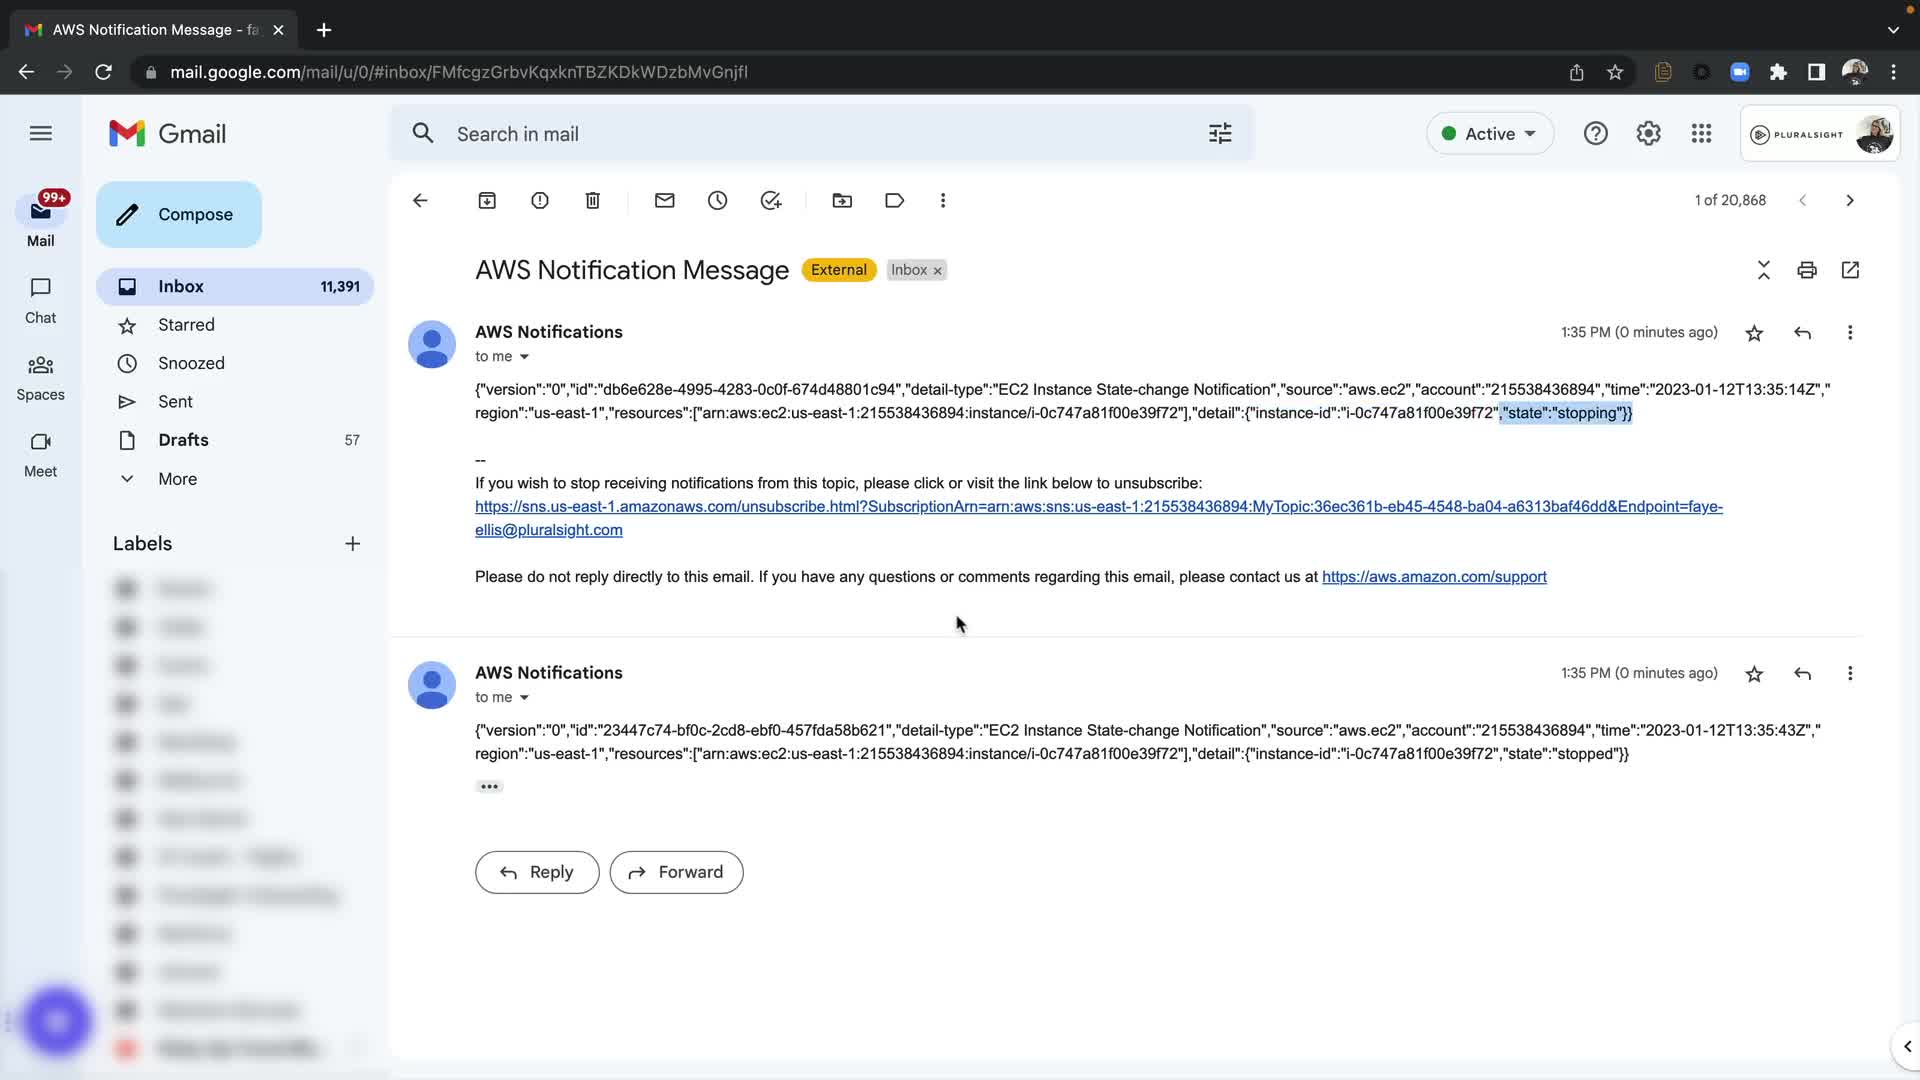 AWS Notification Message - fa
mail.google.com/mail/u/0/#inbox/FMfcgzGrbvKqxknTBZKDkWDzbMvGnjfl
Gmail
Search in mail
Active
PLURALSIGHT
99+
Mail
Chat
Spaces
Meet
Compose
Inbox 11,391
Starred
Snoozed
Sent
Drafts 57
More
Labels
1 of 20,868
AWS Notification Message External Inbox ×
AWS Notifications 1:35 PM (0 minutes ago)
to me
{"version":"0","id":"db6e628e-4995-4283-0c0f-674d48801c94","detail-type":"EC2 Instance State-change Notification","source":"aws.ec2","account":"215538436894","time":"2023-01-12T13:35:14Z","
region":"us-east-1","resources":["arn:aws:ec2:us-east-1:215538436894:instance/i-0c747a81f00e39f72"],"detail":{"instance-id":"i-0c747a81f00e39f72","state":"stopping"}}
--
If you wish to stop receiving notifications from this topic, please click or visit the link below to unsubscribe:
https://sns.us-east-1.amazonaws.com/unsubscribe.html?SubscriptionArn=arn:aws:sns:us-east-1:215538436894:MyTopic:36ec361b-eb45-4548-ba04-a6313baf46dd&Endpoint=faye-
ellis@pluralsight.com
Please do not reply directly to this email. If you have any questions or comments regarding this email, please contact us at https://aws.amazon.com/support
AWS Notifications 1:35 PM (0 minutes ago)
to me
{"version":"0","id":"23447c74-bf0c-2cd8-ebf0-457fda58b621","detail-type":"EC2 Instance State-change Notification","source":"aws.ec2","account":"215538436894","time":"2023-01-12T13:35:43Z","
region":"us-east-1","resources":["arn:aws:ec2:us-east-1:215538436894:instance/i-0c747a81f00e39f72"],"detail":{"instance-id":"i-0c747a81f00e39f72","state":"stopped"}}
Reply
Forward